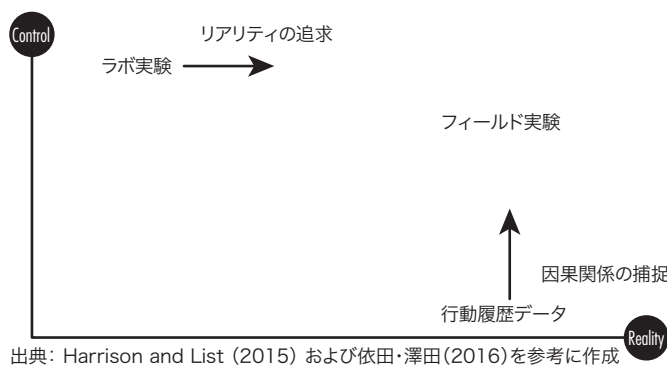 Control
リアリティの追求
ラボ実験
フィールド実験
因果関係の捕捉
行動履歴データ
Reality
出典: Harrison and List (2015) および依田・澤田(2016)を参考に作成